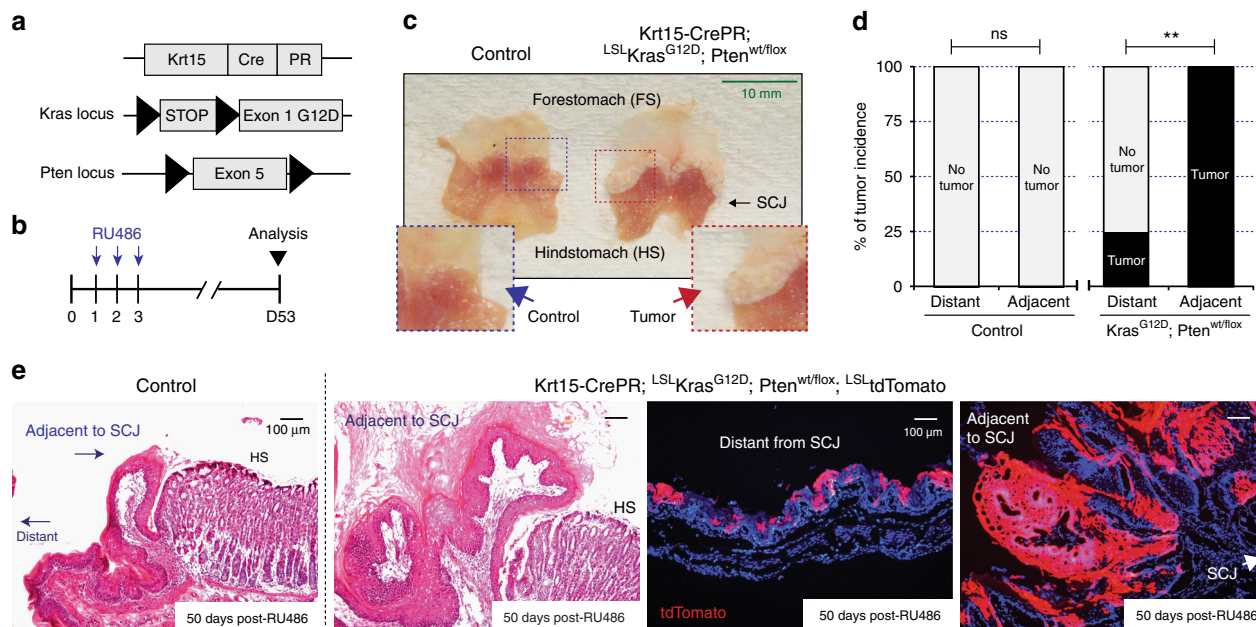 a
Krt15 Cre PR
Kras locus STOP Exon 1 G12D
Pten locus Exon 5
b
RU486 Analysis
0 1 2 3 D53
c
Control
Krt15-CrePR;
LSLKrasG12D; Ptenwt/flox
10 mm
Forestomach (FS)
SCJ
Hindstomach (HS)
Control
Tumor
d
ns **
% of tumor incidence
100
75
50
25
0
No tumor
No tumor
No tumor
Tumor
Tumor
Distant Adjacent Distant Adjacent
Control KrasG12D; Ptenwt/flox
e
Control
Krt15-CrePR; LSLKrasG12D; Ptenwt/flox; LSLtdTomato
Adjacent to SCJ
100 µm
HS
Distant
50 days post-RU486
Adjacent to SCJ
HS
50 days post-RU486
100 µm
Distant from SCJ
tdTomato
50 days post-RU486
Adjacent
to SCJ
SCJ
50 days post-RU486